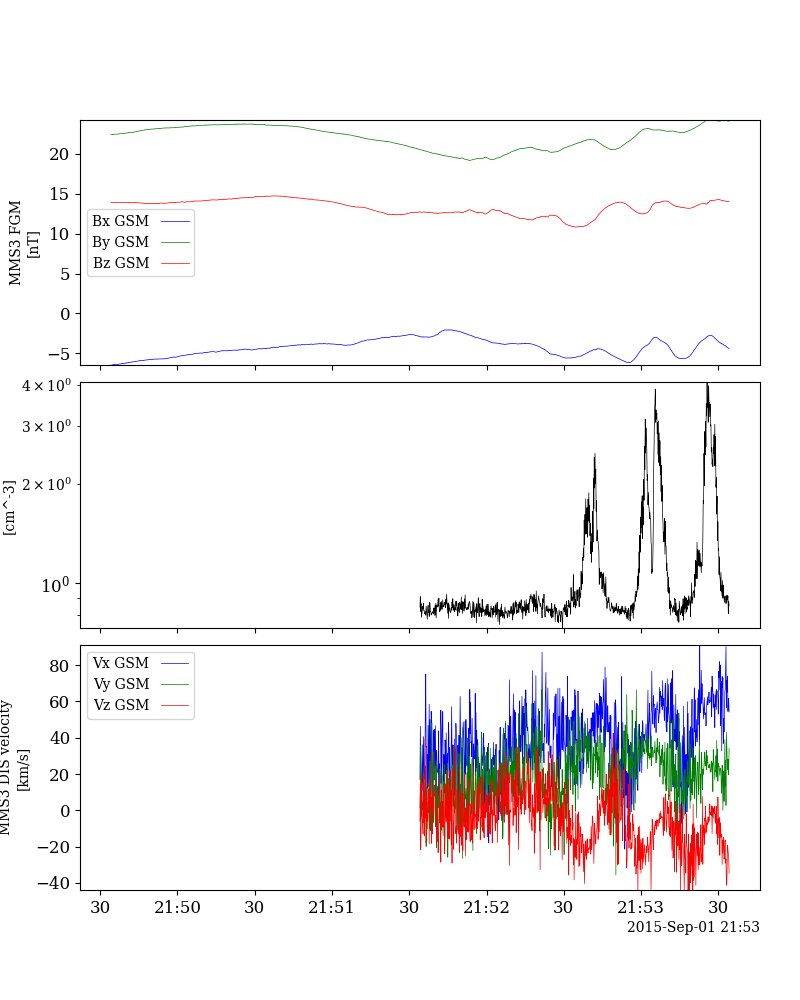 20
15
10
5
0
−5
MMS3 FGM
[nT]
Bx GSM
By GSM
Bz GSM
4 × 10⁰
3 × 10⁰
2 × 10⁰
10⁰
[cm^-3]
80
60
40
20
0
−20
−40
MMS3 DIS velocity
[km/s]
Vx GSM
Vy GSM
Vz GSM
30 21:50 30 21:51 30 21:52 30 21:53 30
2015-Sep-01 21:53